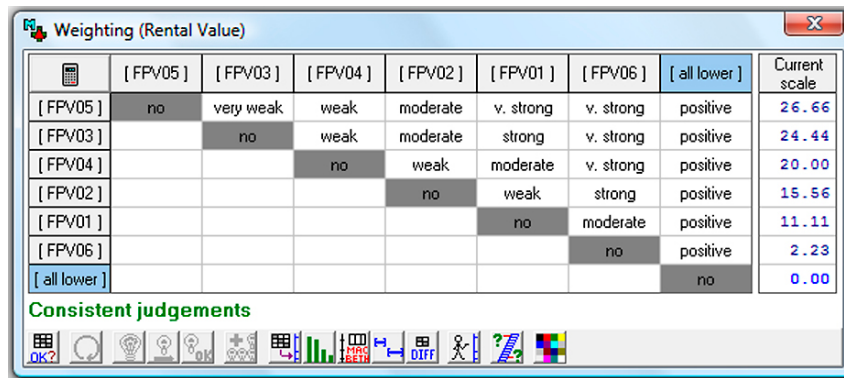 Weighting (Rental Value)
[ FPV05 ] [ FPV03 ] [ FPV04 ] [ FPV02 ] [ FPV01 ] [ FPV06 ] [ all lower ] Current scale
[ FPV05 ] no very weak weak moderate v. strong v. strong positive 26.66
[ FPV03 ] no weak moderate strong v. strong positive 24.44
[ FPV04 ] no weak moderate v. strong positive 20.00
[ FPV02 ] no weak strong positive 15.56
[ FPV01 ] no moderate positive 11.11
[ FPV06 ] no positive 2.23
[ all lower ] no 0.00
Consistent judgements
OK? OK MAC BETH DIFF ? ?